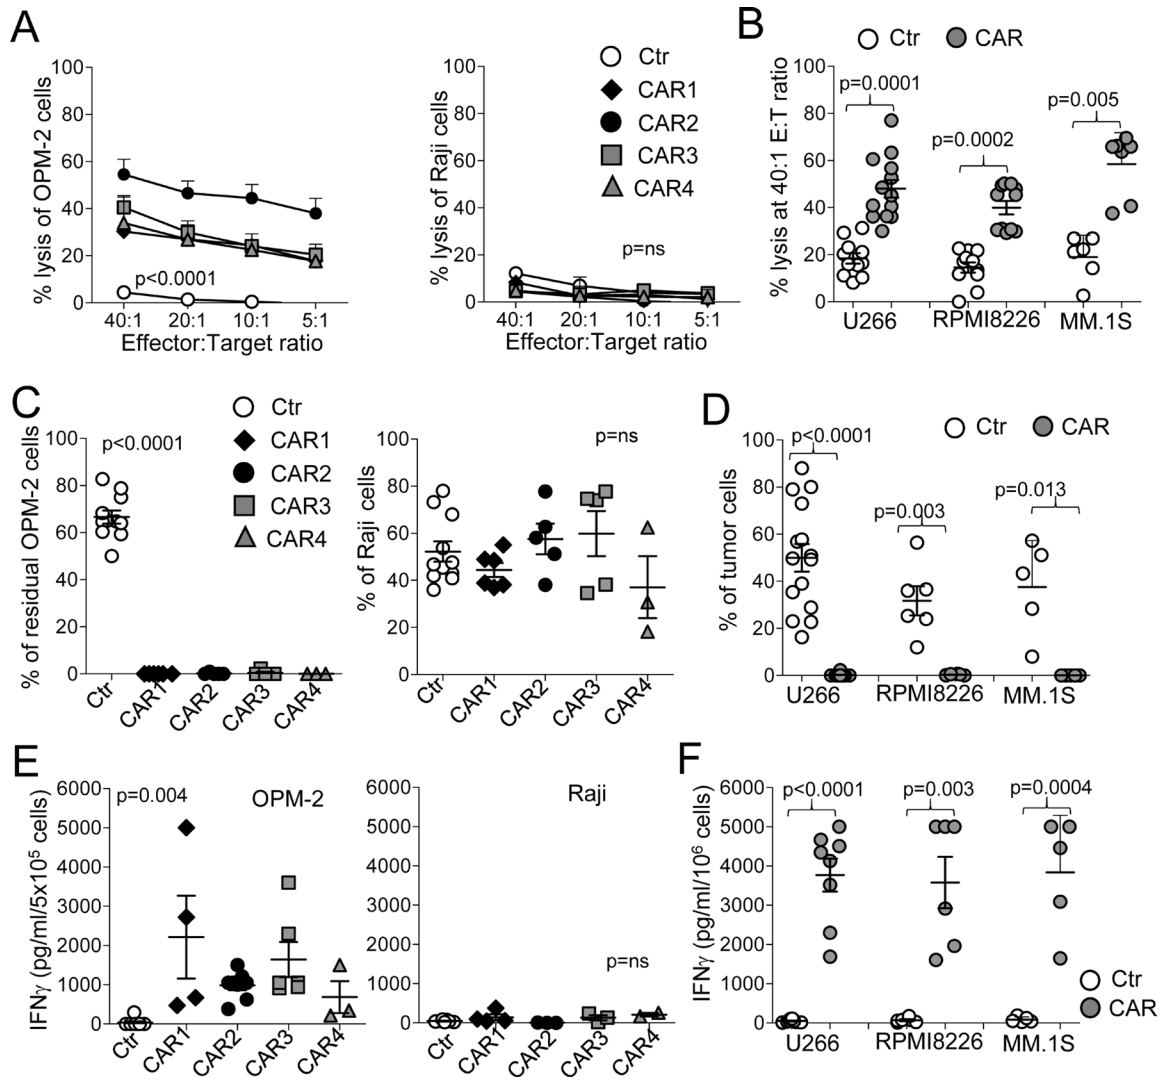 A
% lysis of OPM-2 cells
100
80
60
40
20
0
p<0.0001
40:1 20:1 10:1 5:1
Effector:Target ratio
% lysis of Raji cells
100
80
60
40
20
0
Ctr
CAR1
CAR2
CAR3
CAR4
p=ns
40:1 20:1 10:1 5:1
Effector:Target ratio
B
Ctr CAR
% lysis at 40:1 E:T ratio
100
80
60
40
20
0
p=0.0001
p=0.0002
p=0.005
U266 RPMI8226 MM.1S
C
% of residual OPM-2 cells
100
80
60
40
20
0
p<0.0001
Ctr
CAR1
CAR2
CAR3
CAR4
Ctr CAR1 CAR2 CAR3 CAR4
% of Raji cells
100
80
60
40
20
0
p=ns
Ctr CAR1 CAR2 CAR3 CAR4
D
Ctr CAR
% of tumor cells
100
80
60
40
20
0
p<0.0001
p=0.003
p=0.013
U266 RPMI8226 MM.1S
E
IFNγ (pg/ml/5x10⁵ cells)
6000
5000
4000
3000
2000
1000
0
p=0.004
OPM-2
Ctr CAR1 CAR2 CAR3 CAR4
6000
5000
4000
3000
2000
1000
0
Raji
p=ns
Ctr CAR1 CAR2 CAR3 CAR4
F
IFNγ (pg/ml/10⁶ cells)
6000
5000
4000
3000
2000
1000
0
p<0.0001
p=0.003
p=0.0004
Ctr
CAR
U266 RPMI8226 MM.1S